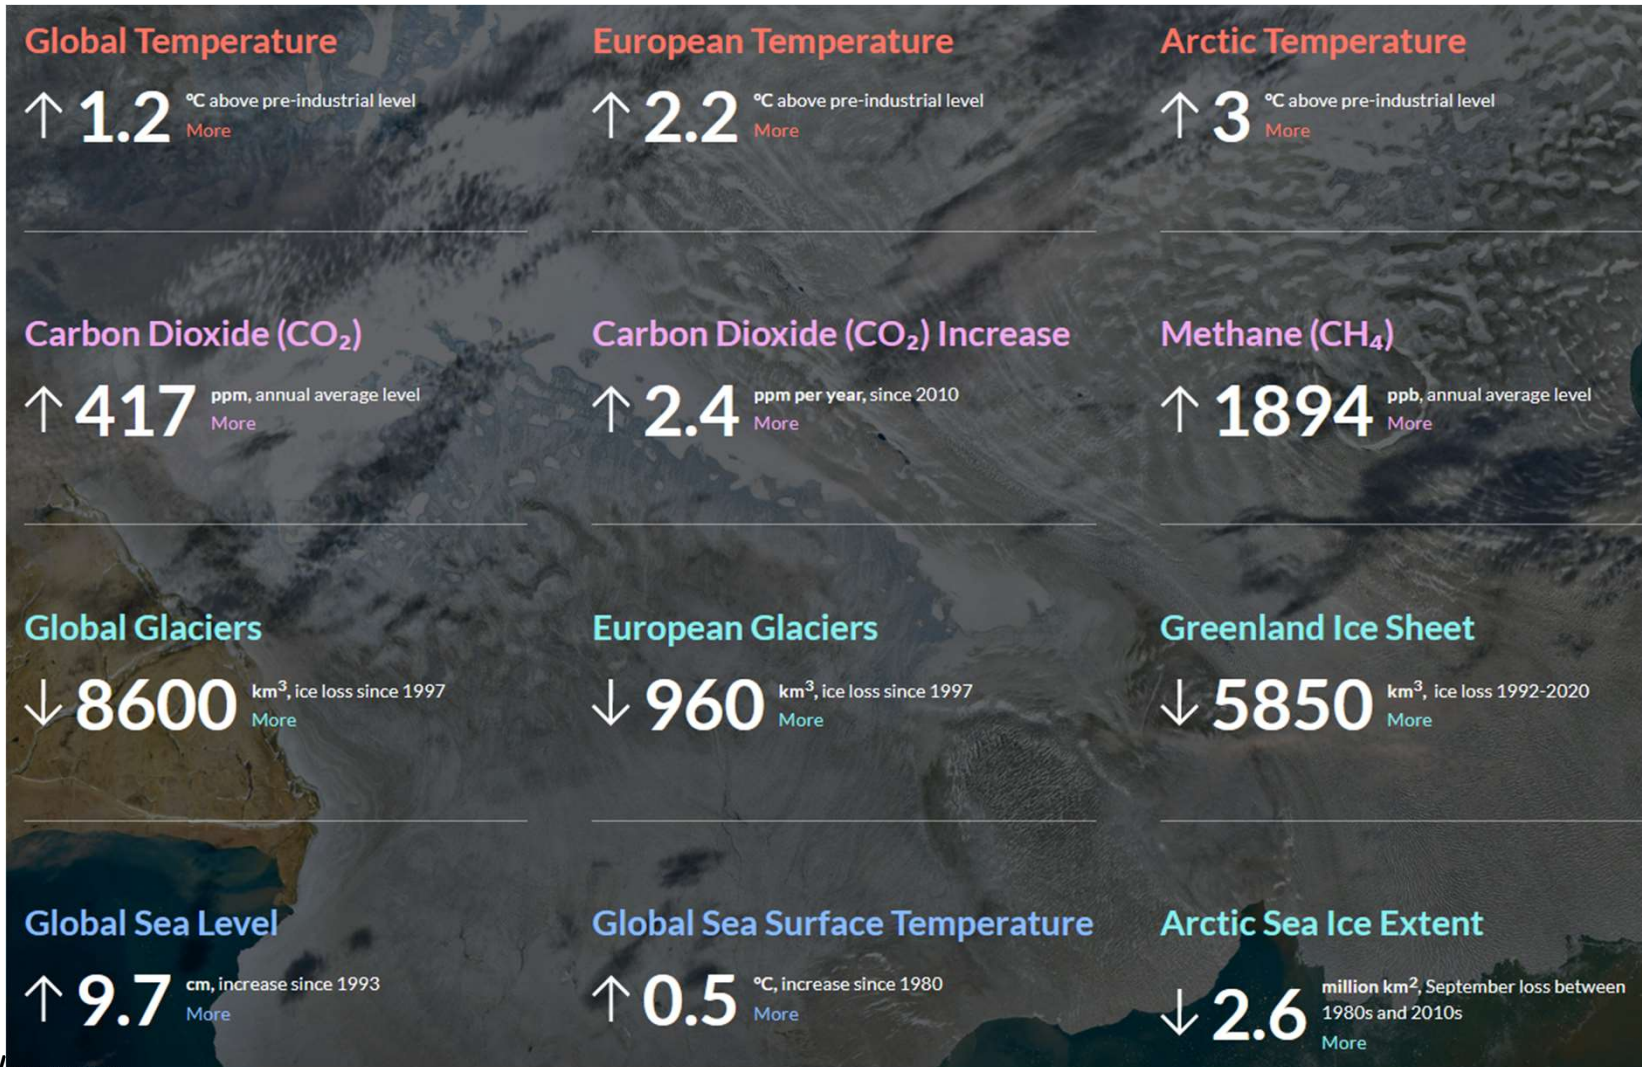 Global Temperature
↑ 1.2 °C above pre-industrial level
More
European Temperature
↑ 2.2 °C above pre-industrial level
More
Arctic Temperature
↑ 3 °C above pre-industrial level
More
Carbon Dioxide (CO₂)
↑ 417 ppm, annual average level
More
Carbon Dioxide (CO₂) Increase
↑ 2.4 ppm per year, since 2010
More
Methane (CH₄)
↑ 1894 ppb, annual average level
More
Global Glaciers
↓ 8600 km³, ice loss since 1997
More
European Glaciers
↓ 960 km³, ice loss since 1997
More
Greenland Ice Sheet
↓ 5850 km³, ice loss 1992-2020
More
Global Sea Level
↑ 9.7 cm, increase since 1993
More
Global Sea Surface Temperature
↑ 0.5 °C, increase since 1980
More
Arctic Sea Ice Extent
↓ 2.6 million km², September loss between
1980s and 2010s
More